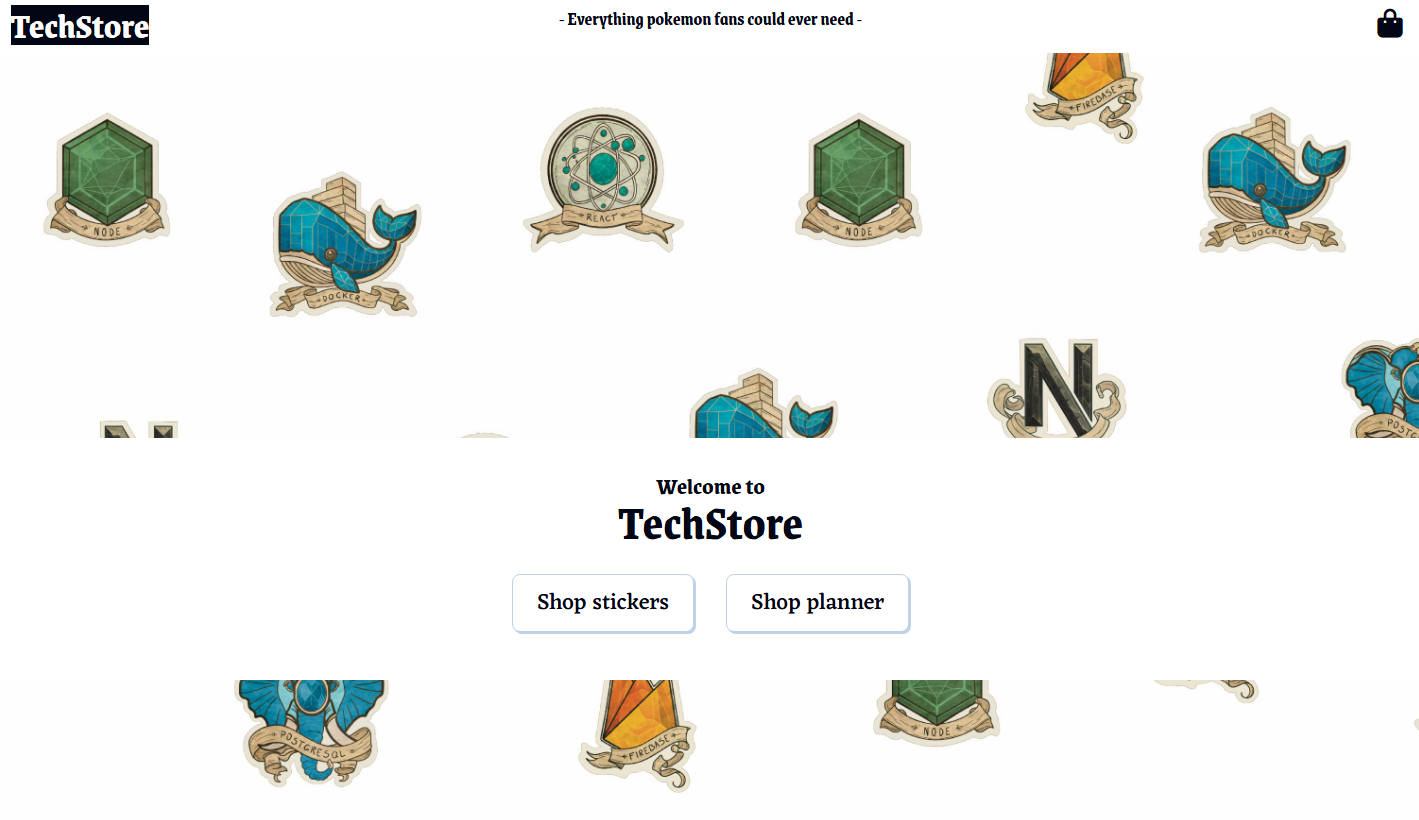 TechStore
- Everything pokemon fans could ever need -
FIREBASE
NODE
REACT
NODE
DOCKER
DOCKER
N
POSTG
Welcome to
TechStore
Shop stickers
Shop planner
POSTGRESQL
FIREBASE
NODE